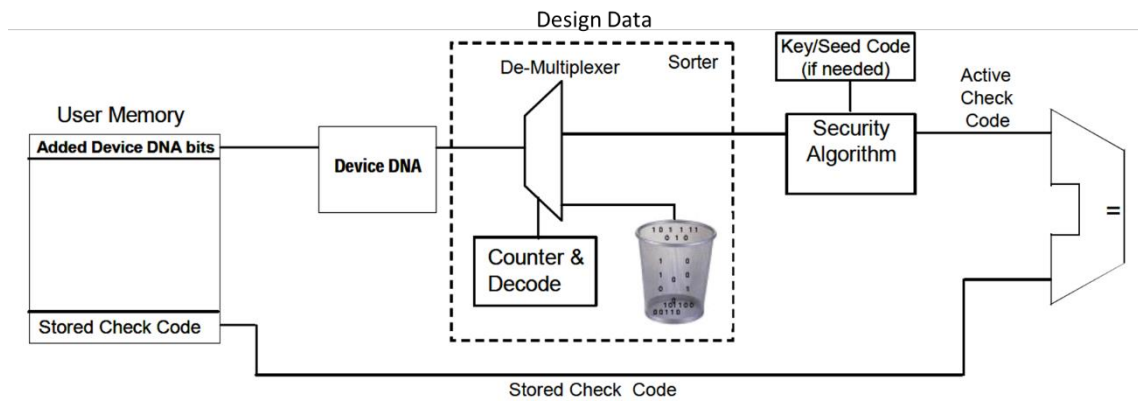 Design Data
De-Multiplexer
Sorter
Key/Seed Code
(if needed)
Active
Check
Code
User Memory
Added Device DNA bits
Device DNA
Security
Algorithm
=
Counter &
Decode
Stored Check Code
Stored Check Code